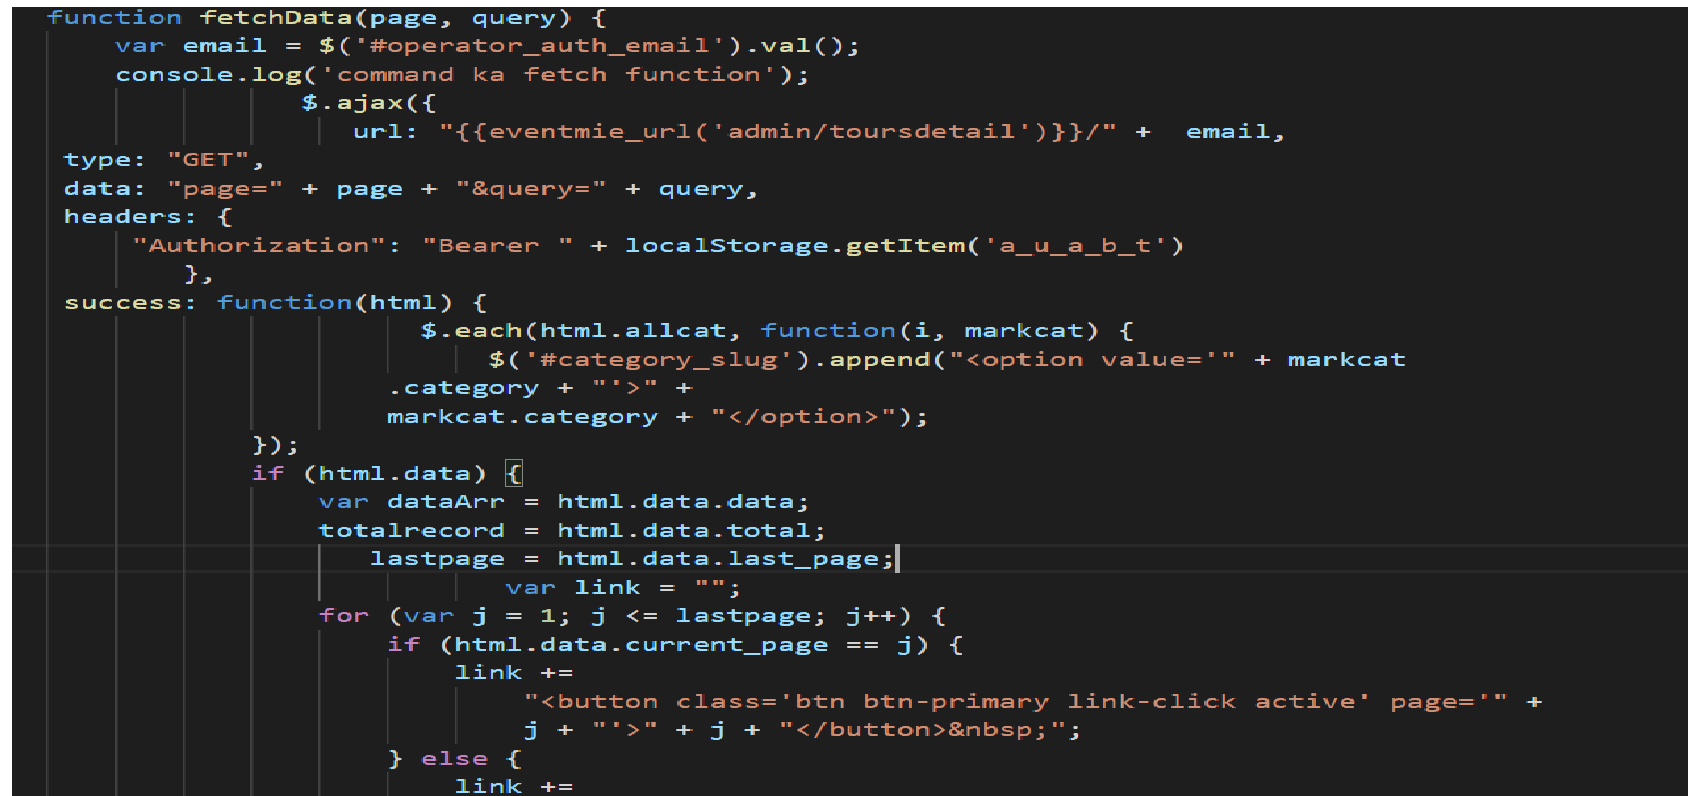 function fetchData(page, query) {
var email = $('#operator_auth_email').val();
console.log('command ka fetch function');
$.ajax({
url: "{{eventmie_url('admin/toursdetail')}}/" +  email,
type: "GET",
data: "page=" + page + "&query=" + query,
headers: {
"Authorization": "Bearer " + localStorage.getItem('a_u_a_b_t')
},
success: function(html) {
$.each(html.allcat, function(i, markcat) {
$('#category_slug').append("<option value='" + markcat
.category + "'>" +
markcat.category + "</option>");
});
if (html.data) {
var dataArr = html.data.data;
totalrecord = html.data.total;
lastpage = html.data.last_page;
var link = "";
for (var j = 1; j <= lastpage; j++) {
if (html.data.current_page == j) {
link +=
"<button class='btn btn-primary link-click active' page='" +
j + "'>" + j + "</button>&nbsp;";
} else {
link +=